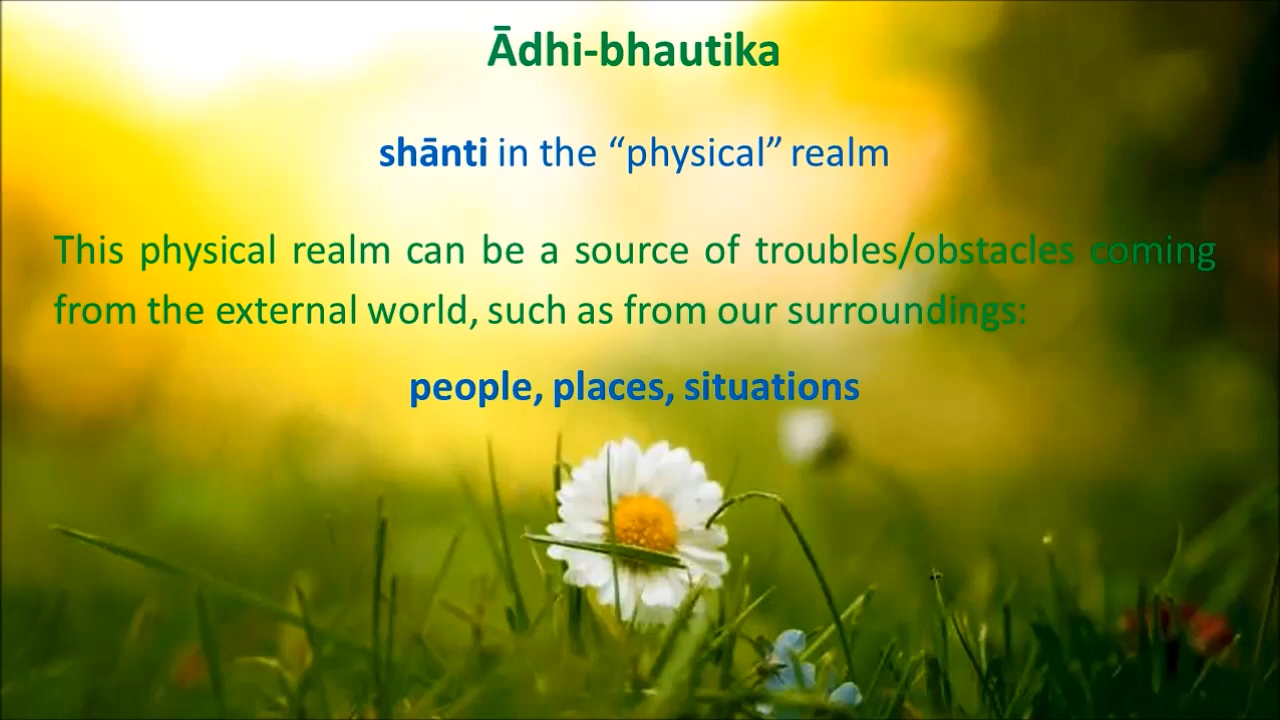 Ādhi-bhautika
shānti in the “physical” realm
This physical realm can be a source of troubles/obstacles coming
from the external world, such as from our surroundings:
people, places, situations